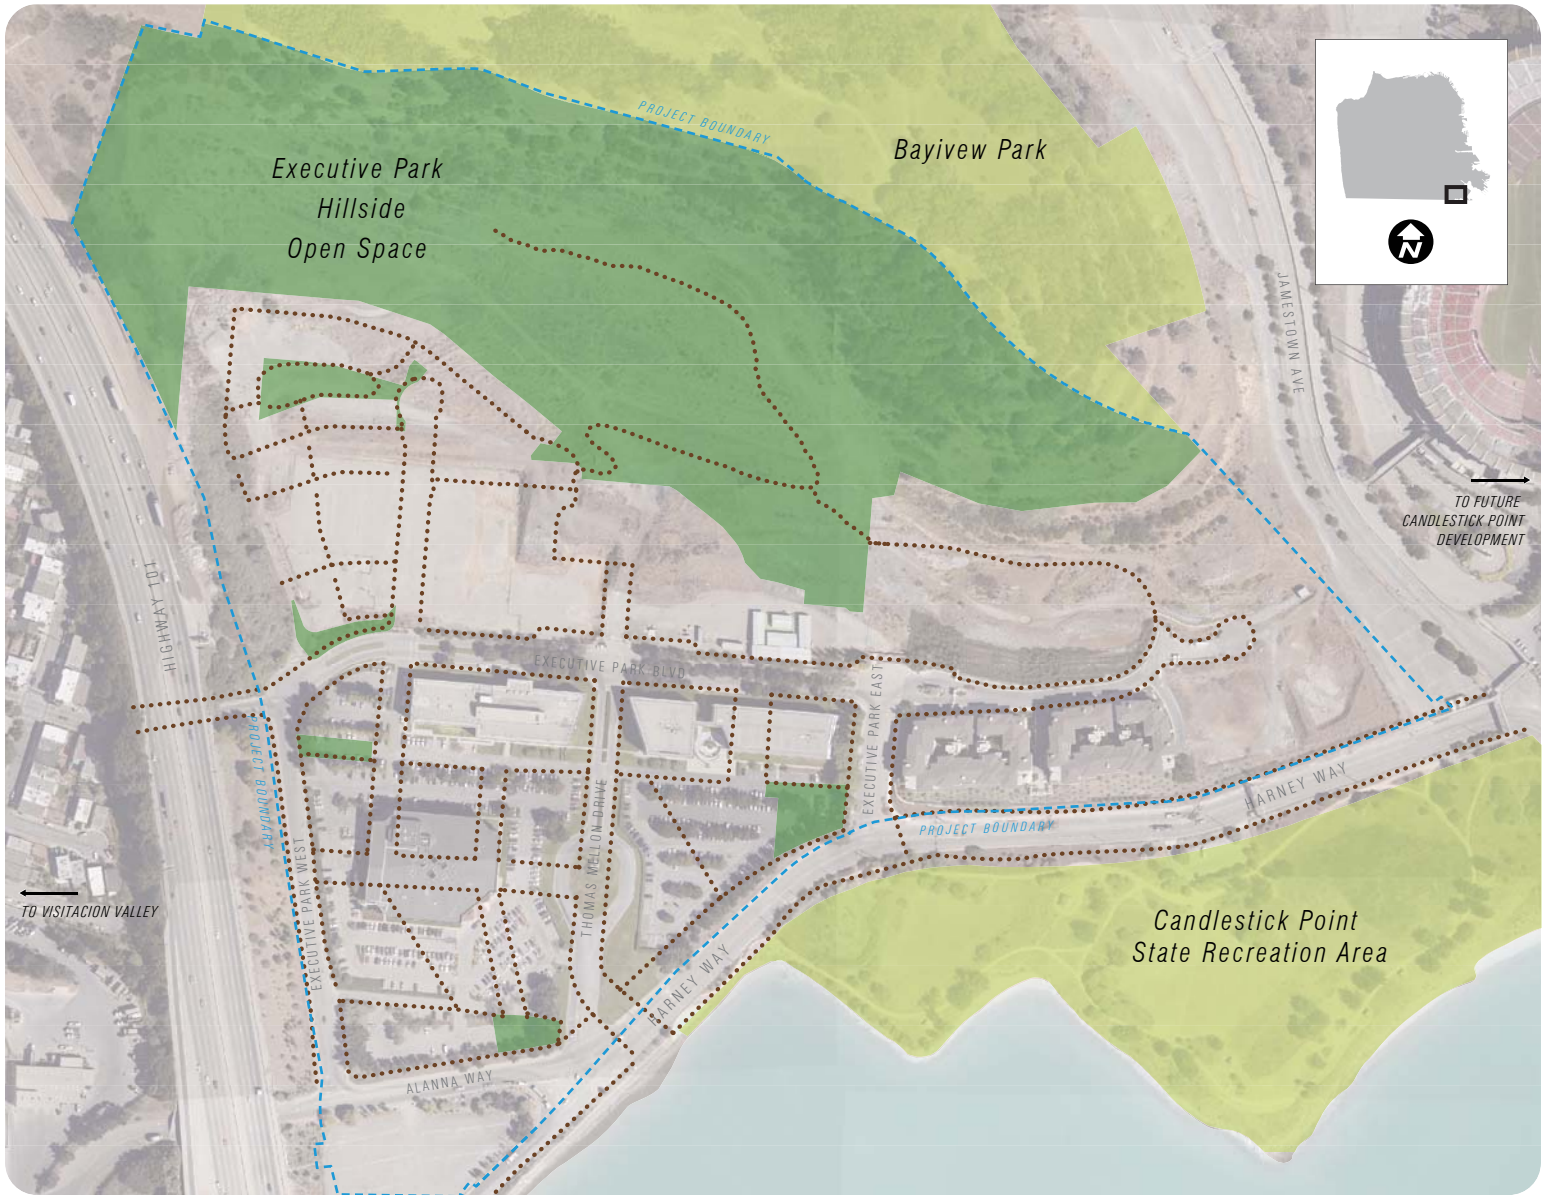 PROJECT BOUNDARY
Bayivew Park
Executive Park
Hillside
Open Space
N
JAMESTOWN AVE
TO FUTURE
CANDLESTICK POINT
DEVELOPMENT
HIGHWAY 101
EXECUTIVE PARK BLVD
EXECUTIVE PARK EAST
PROJECT BOUNDARY
HARNEY WAY
PROJECT BOUNDARY
THOMAS MELLON DRIVE
EXECUTIVE PARK WEST
TO VISITACION VALLEY
Candlestick Point
State Recreation Area
HARNEY WAY
ALANNA WAY